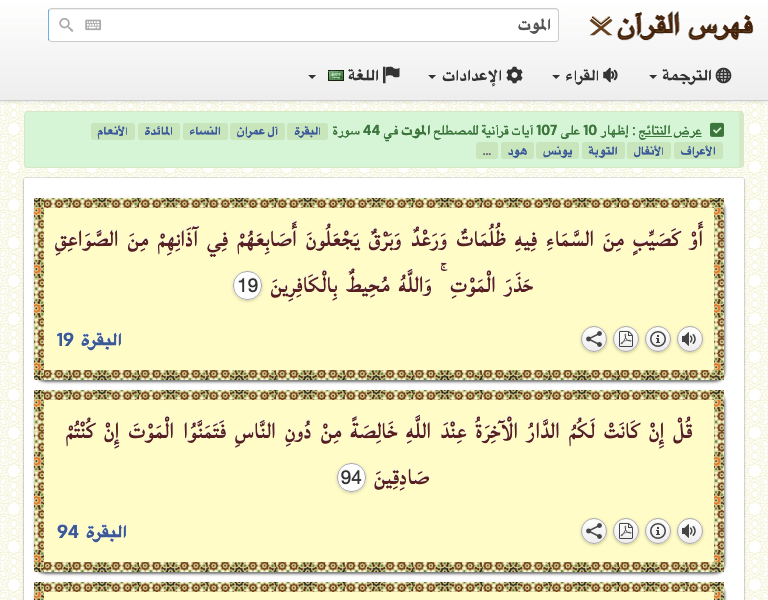 فهرس القرآن
الموت
الترجمة القراء الإعدادات اللغة
عرض النتائج : إظهار 10 على 107 آيات قرآنية للمصطلح الموت في 44 سورة البقرة آل عمران النساء المائدة الأنعام
الأعراف الأنفال التوبة يونس هود ...
أَوْ كَصَيِّبٍ مِنَ السَّمَاءِ فِيهِ ظُلُمَاتٌ وَرَعْدٌ وَبَرْقٌ يَجْعَلُونَ أَصَابِعَهُمْ فِي آذَانِهِمْ مِنَ الصَّوَاعِقِ
حَذَرَ الْمَوْتِ ۚ وَاللَّهُ مُحِيطٌ بِالْكَافِرِينَ 19
البقرة 19
قُلْ إِنْ كَانَتْ لَكُمُ الدَّارُ الْآخِرَةُ عِنْدَ اللَّهِ خَالِصَةً مِنْ دُونِ النَّاسِ فَتَمَنَّوُا الْمَوْتَ إِنْ كُنْتُمْ
صَادِقِينَ 94
البقرة 94